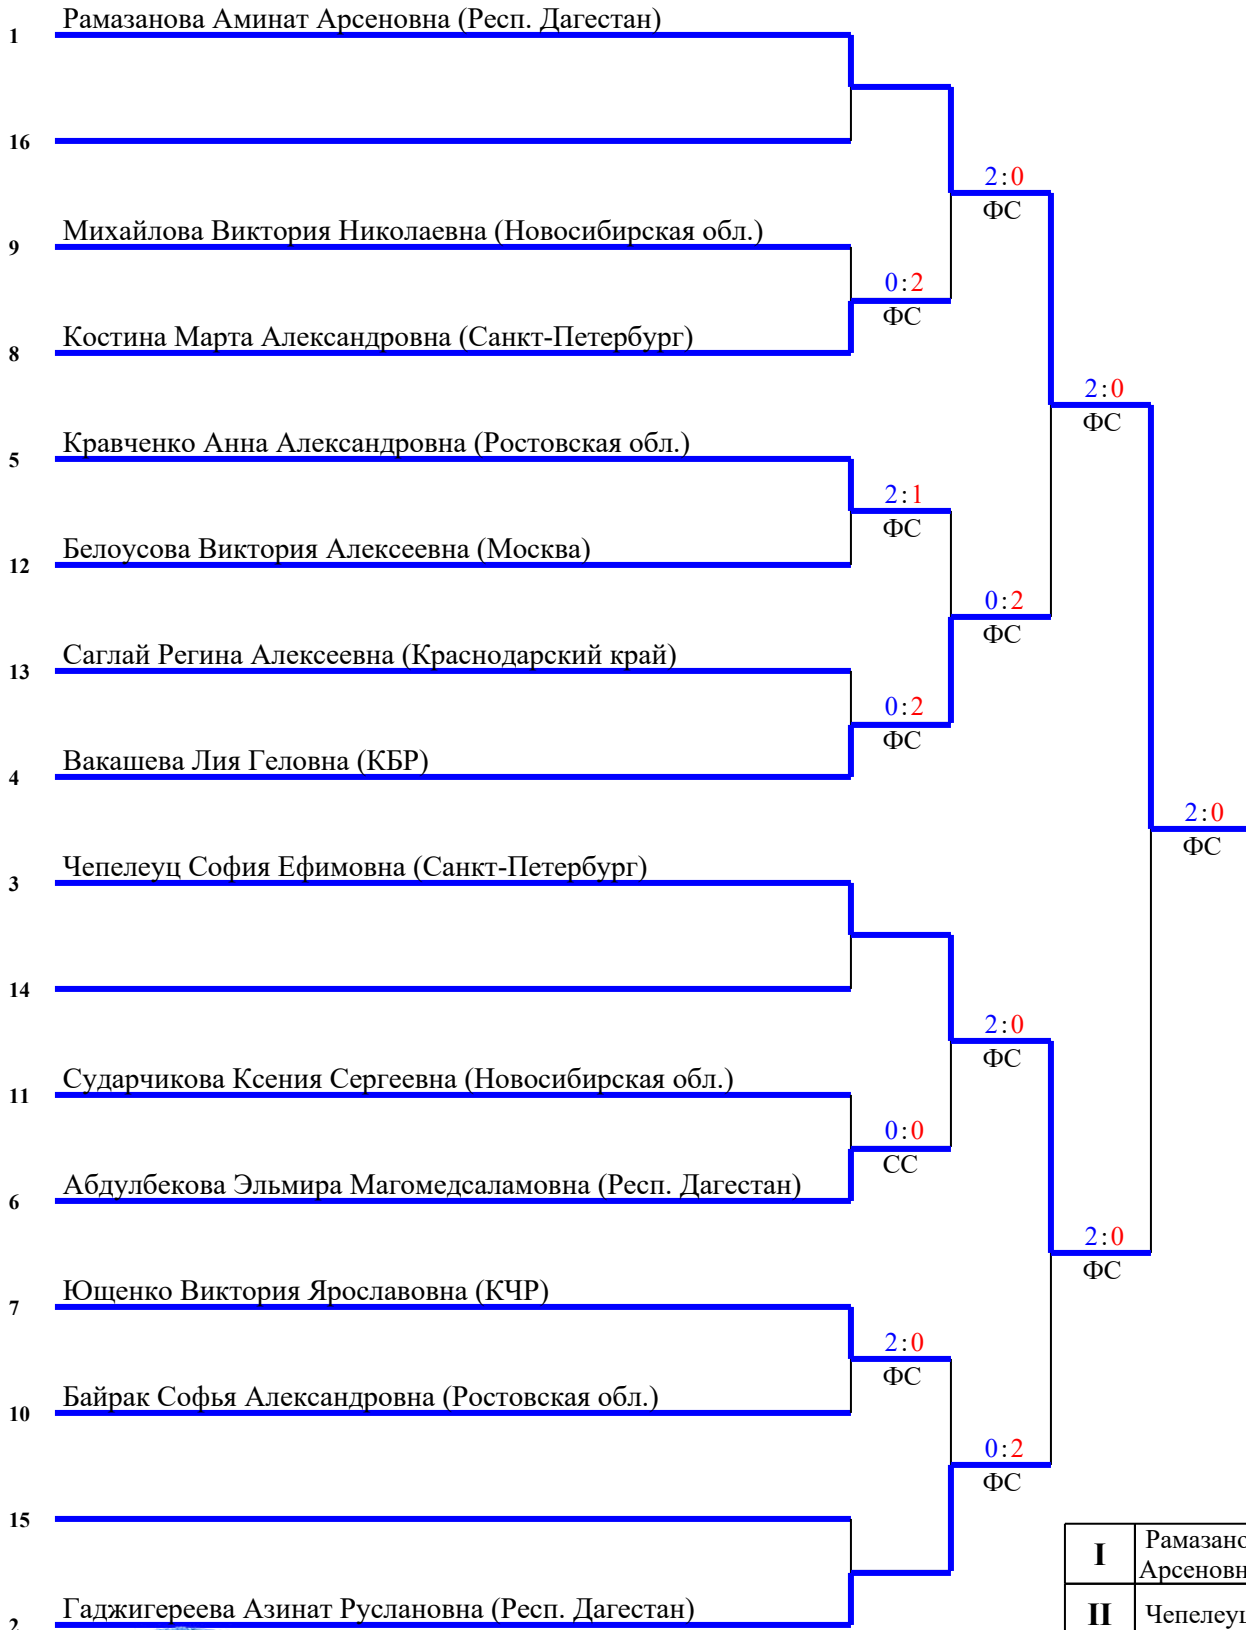 1 Рамазанова Аминат Арсеновна (Респ. Дагестан)
16
2:0
ФС
9 Михайлова Виктория Николаевна (Новосибирская обл.)
0:2
ФС
8 Костина Марта Александровна (Санкт-Петербург)
2:0
ФС
5 Кравченко Анна Александровна (Ростовская обл.)
2:1
ФС
12 Белоусова Виктория Алексеевна (Москва)
0:2
ФС
13 Саглай Регина Алексеевна (Краснодарский край)
0:2
ФС
4 Вакашева Лия Геловна (КБР)
2:0
ФС
3 Чепелеуц София Ефимовна (Санкт-Петербург)
14
2:0
ФС
11 Сударчикова Ксения Сергеевна (Новосибирская обл.)
0:0
СС
6 Абдулбекова Эльмира Магомедсаламовна (Респ. Дагестан)
2:0
ФС
7 Ющенко Виктория Ярославовна (КЧР)
2:0
ФС
10 Байрак Софья Александровна (Ростовская обл.)
0:2
ФС
15
2 Гаджигереева Азинат Руслановна (Респ. Дагестан)
I Рамазано
Арсеновн
II Чепелеуц